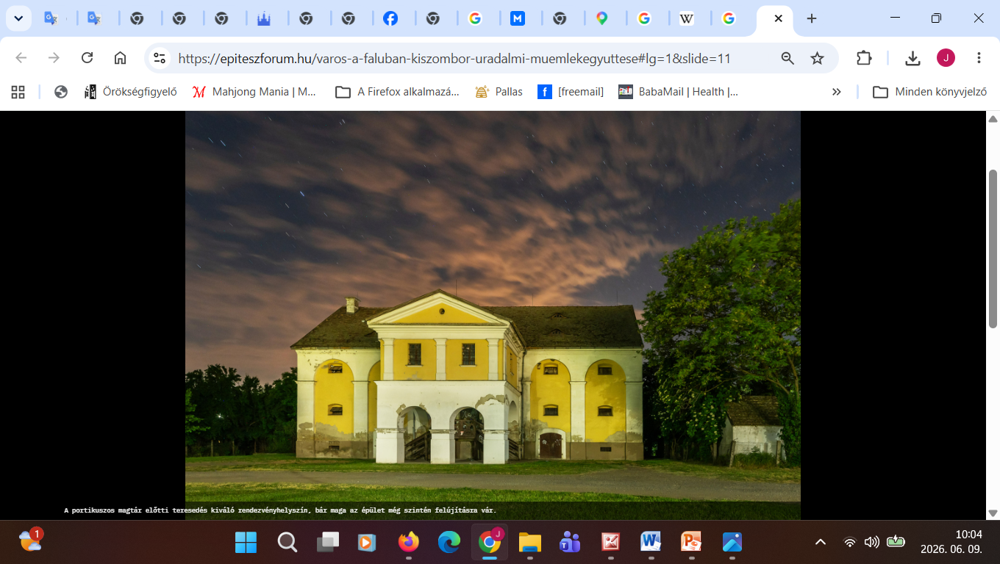 https://epiteszforum.hu/varos-a-faluban-kiszombor-uradalmi-muemlekegyuttese#lg=1&slide=11
J
Örökségfigyelő
Mahjong Mania | M...
A Firefox alkalmazá...
Pallas
[freemail]
BabaMail | Health |...
Minden könyvjelző
A portikuszos magtár előtti teresedés kiváló rendezvényhelyszín, bár maga az épület még szintén felújításra vár.
1
J
10:04
2026. 06. 09.